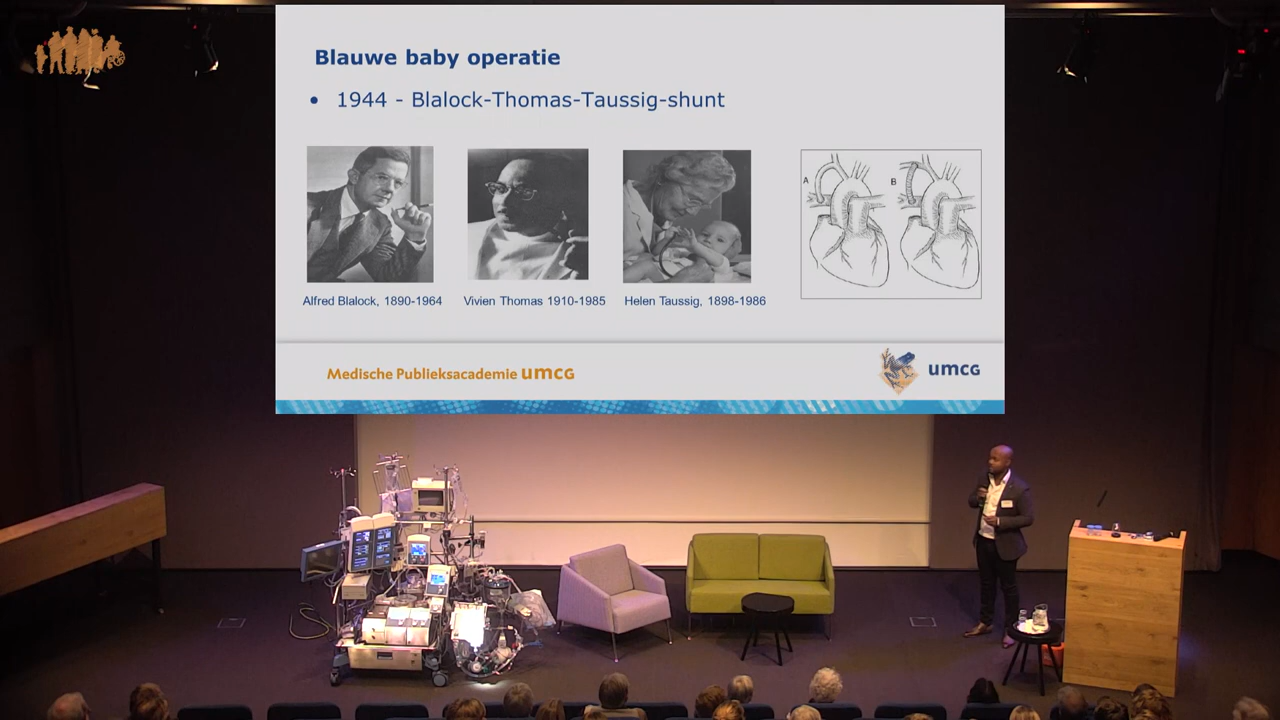 Blauwe baby operatie
• 1944 - Blalock-Thomas-Taussig-shunt
A
B
Alfred Blalock, 1890-1964
Vivien Thomas 1910-1985
Helen Taussig, 1898-1986
Medische Publieksacademie umcg
umcg